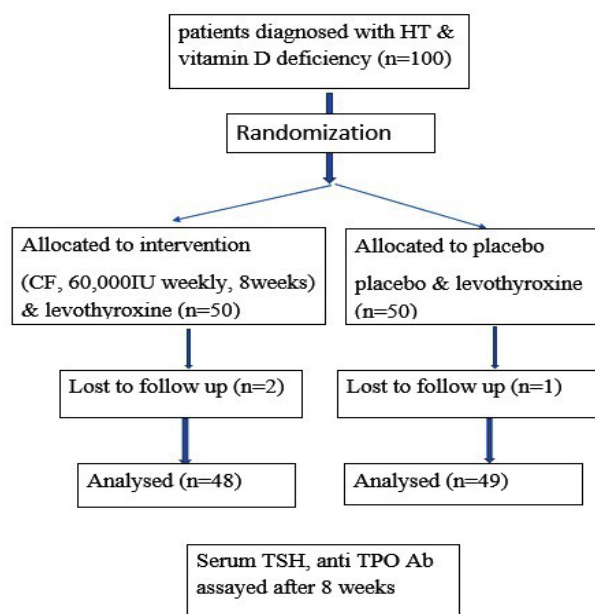 patients diagnosed with HT &
vitamin D deficiency (n=100)
Randomization
Allocated to intervention
(CF, 60,000IU weekly, 8weeks)
& levothyroxine (n=50)
Allocated to placebo
placebo & levothyroxine
(n=50)
Lost to follow up (n=2)
Lost to follow up (n=1)
Analysed (n=48)
Analysed (n=49)
Serum TSH, anti TPO Ab
assayed after 8 weeks